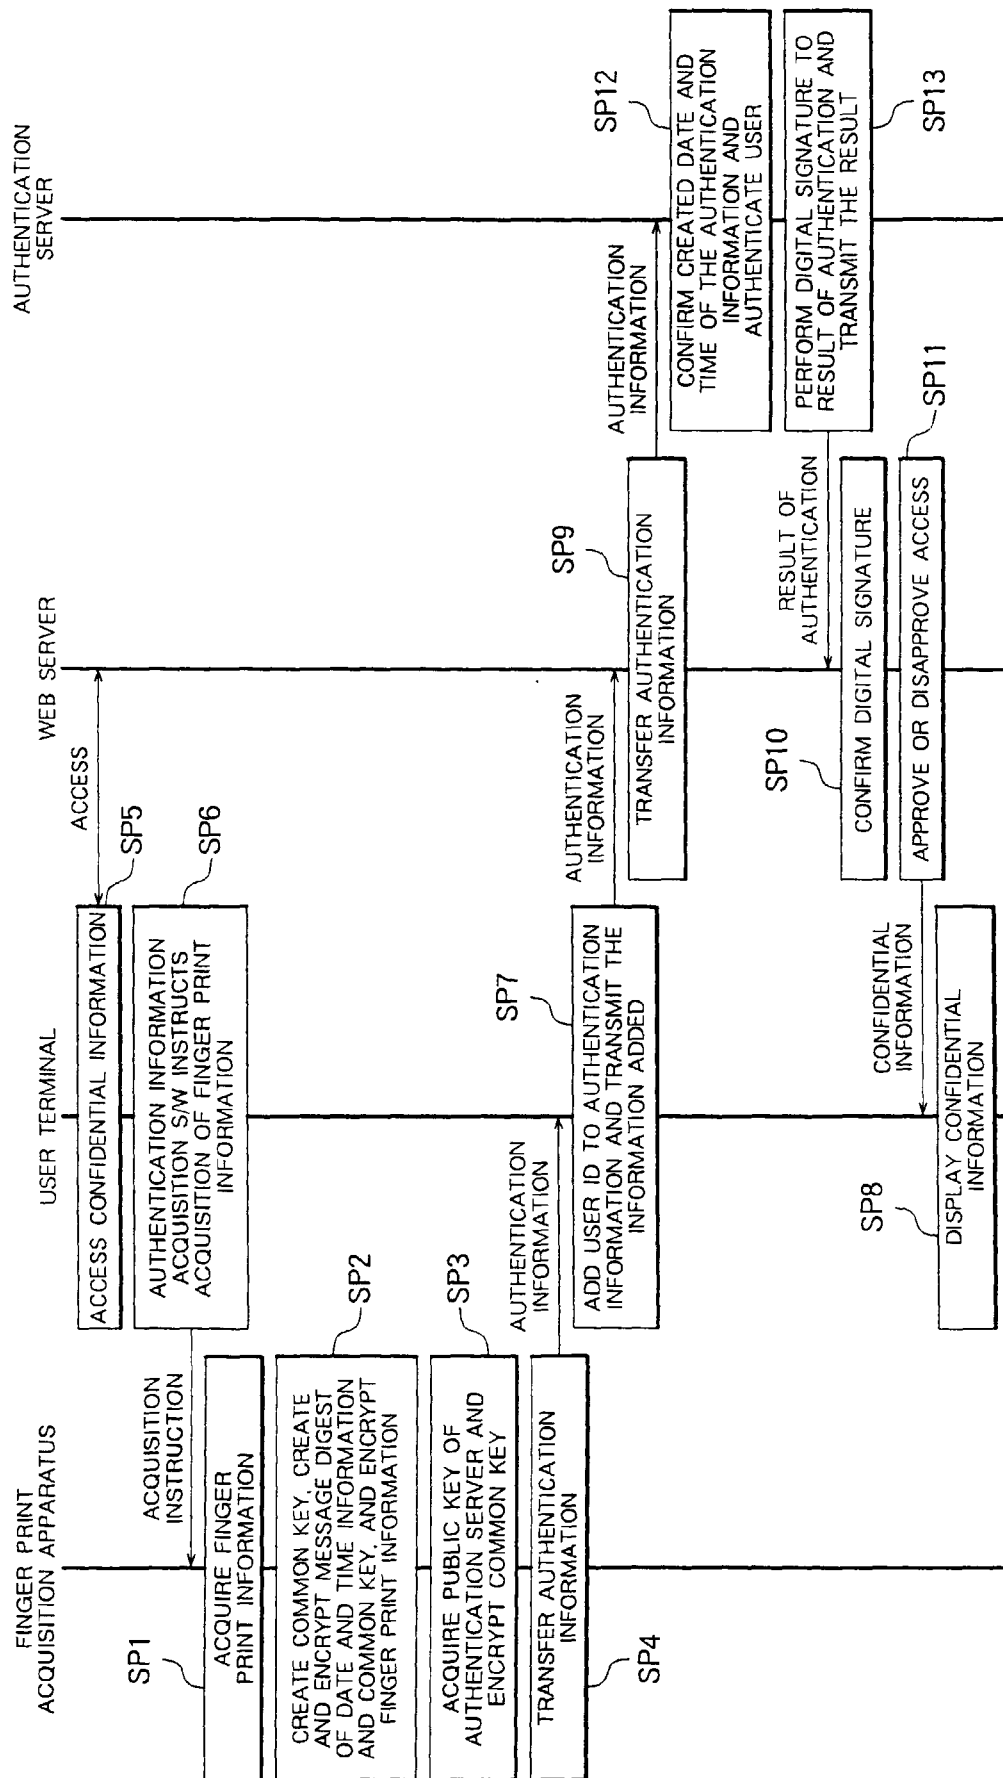 FINGER PRINT
ACQUISITION APPARATUS
USER TERMINAL
WEB SERVER
AUTHENTICATION
SERVER
ACCESS
ACCESS CONFIDENTIAL INFORMATION
SP5
AUTHENTICATION INFORMATION
ACQUISITION S/W INSTRUCTS
ACQUISITION OF FINGER PRINT
INFORMATION
SP6
ACQUISITION
INSTRUCTION
SP1
ACQUIRE FINGER
PRINT INFORMATION
CREATE COMMON KEY, CREATE
AND ENCRYPT MESSAGE DIGEST
OF DATE AND TIME INFORMATION
AND COMMON KEY, AND ENCRYPT
FINGER PRINT INFORMATION
SP2
ACQUIRE PUBLIC KEY OF
AUTHENTICATION SERVER AND
ENCRYPT COMMON KEY
SP3
TRANSFER AUTHENTICATION
INFORMATION
SP4
AUTHENTICATION
INFORMATION
SP7
ADD USER ID TO AUTHENTICATION
INFORMATION AND TRANSMIT THE
INFORMATION ADDED
AUTHENTICATION
INFORMATION
SP9
TRANSFER AUTHENTICATION
INFORMATION
AUTHENTICATION
INFORMATION
SP12
CONFIRM CREATED DATE AND
TIME OF THE AUTHENTICATION
INFORMATION AND
AUTHENTICATE USER
PERFORM DIGITAL SIGNATURE TO
RESULT OF AUTHENTICATION AND
TRANSMIT THE RESULT
SP13
RESULT OF
AUTHENTICATION
SP10
CONFIRM DIGITAL SIGNATURE
APPROVE OR DISAPPROVE ACCESS
SP11
CONFIDENTIAL
INFORMATION
SP8
DISPLAY CONFIDENTIAL
INFORMATION